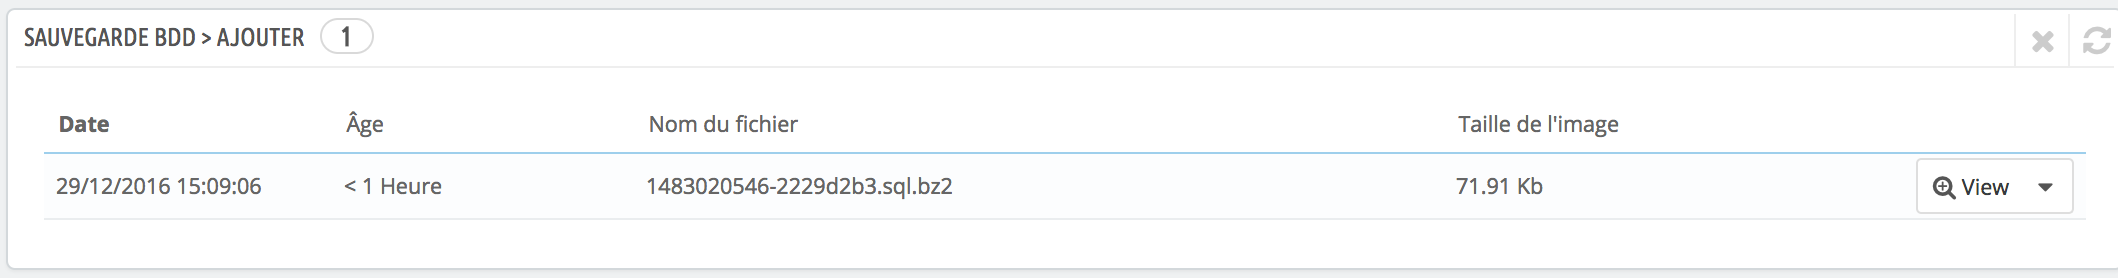 SAUVEGARDE BDD > AJOUTER 1
Date Âge Nom du fichier Taille de l'image
29/12/2016 15:09:06 < 1 Heure 1483020546-2229d2b3.sql.bz2 71.91 Kb View